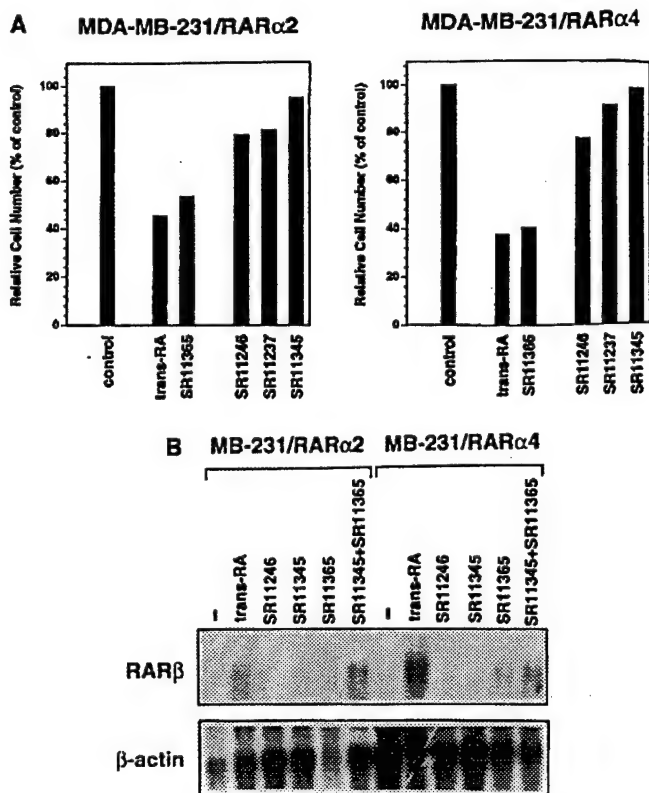 A
MDA-MB-231/RARα2
MDA-MB-231/RARα4
Relative Cell Number (% of control)
100
80
60
40
20
0
control
trans-RA
SR11365
SR11246
SR11237
SR11345
Relative Cell Number (% of control)
100
80
60
40
20
0
control
trans-RA
SR11365
SR11246
SR11237
SR11345
B
MB-231/RARα2
MB-231/RARα4
–
trans-RA
SR11246
SR11345
SR11365
SR11345+SR11365
–
trans-RA
SR11246
SR11345
SR11365
SR11345+SR11365
RARβ
β-actin